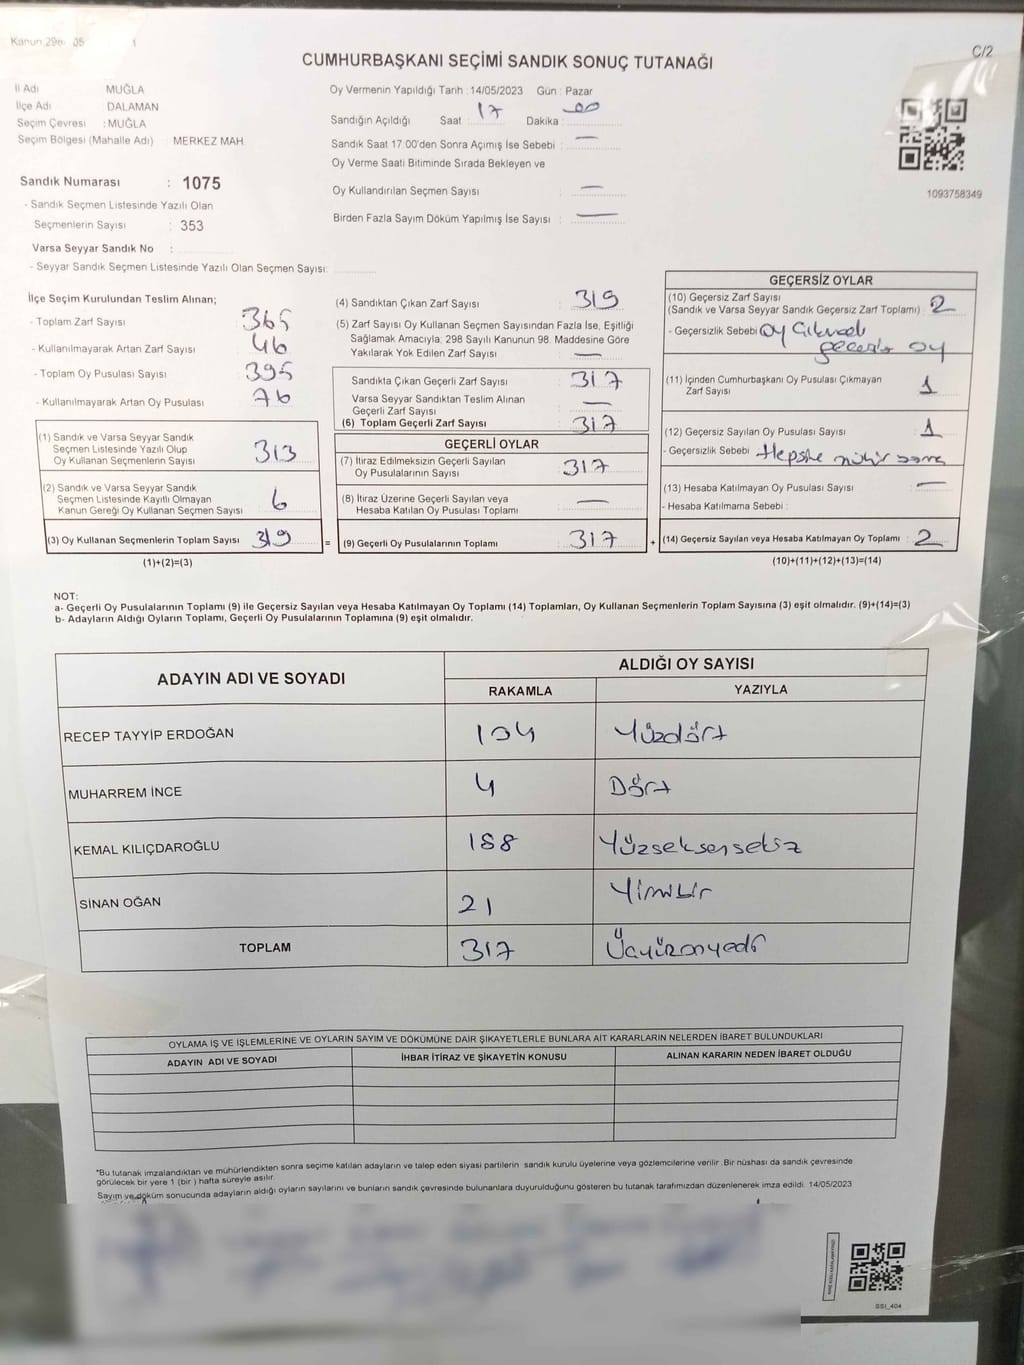 Kanun:29
C/2
CUMHURBAŞKANI SEÇİMİ SANDIK SONUÇ TUTANAĞI
İl Adı MUĞLA
İlçe Adı DALAMAN
Seçim Çevresi : MUĞLA
Seçim Bölgesi (Mahalle Adı) MERKEZ MAH.
Sandık Numarası : 1075
- Sandık Seçmen Listesinde Yazılı Olan
Seçmenlerin Sayısı : 353
Varsa Seyyar Sandık No :
- Seyyar Sandık Seçmen Listesinde Yazılı Olan Seçmen Sayısı:
Oy Vermenin Yapıldığı Tarih : 14/05/2023 Gün : Pazar
Sandığın Açıldığı Saat : 17 Dakika : 00
Sandık Saat 17:00'den Sonra Açımış İse Sebebi : —
Oy Verme Saati Bitiminde Sırada Bekleyen ve
Oy Kullandırılan Seçmen Sayısı : —
Birden Fazla Sayım Döküm Yapılmış İse Sayısı : —
1093758349
İlçe Seçim Kurulundan Teslim Alınan;
- Toplam Zarf Sayısı : 365
- Kullanılmayarak Artan Zarf Sayısı : 46
- Toplam Oy Pusulası Sayısı : 395
- Kullanılmayarak Artan Oy Pusulası : 76
(1) Sandık ve Varsa Seyyar Sandık
Seçmen Listesinde Yazılı Olup
Oy Kullanan Seçmenlerin Sayısı : 313
(2) Sandık ve Varsa Seyyar Sandık
Seçmen Listesinde Kayıtlı Olmayan
Kanun Gereği Oy Kullanan Seçmen Sayısı : 6
(3) Oy Kullanan Seçmenlerin Toplam Sayısı : 319
(1)+(2)=(3)
(4) Sandıktan Çıkan Zarf Sayısı : 319
(5) Zarf Sayısı Oy Kullanan Seçmen Sayısından Fazla İse, Eşitliği
Sağlamak Amacıyla; 298 Sayılı Kanunun 98. Maddesine Göre
Yakılarak Yok Edilen Zarf Sayısı : —
Sandıkta Çıkan Geçerli Zarf Sayısı : 317
Varsa Seyyar Sandıktan Teslim Alınan
Geçerli Zarf Sayısı : —
(6) Toplam Geçerli Zarf Sayısı : 317
GEÇERLİ OYLAR
(7) İtiraz Edilmeksizin Geçerli Sayılan
Oy Pusulalarının Sayısı : 317
(8) İtiraz Üzerine Geçerli Sayılan veya
Hesaba Katılan Oy Pusulası Toplamı : —
= (9) Geçerli Oy Pusulalarının Toplamı : 317 +
GEÇERSİZ OYLAR
(10) Geçersiz Zarf Sayısı
(Sandık ve Varsa Seyyar Sandık Geçersiz Zarf Toplamı) : 2
- Geçersizlik Sebebi : oy
oy
(11) İçinden Cumhurbaşkanı Oy Pusulası Çıkmayan
Zarf Sayısı : 1
(12) Geçersiz Sayılan Oy Pusulası Sayısı : 1
- Geçersizlik Sebebi : mühür
(13) Hesaba Katılmayan Oy Pusulası Sayısı : —
- Hesaba Katılmama Sebebi :
(14) Geçersiz Sayılan veya Hesaba Katılmayan Oy Toplamı : 2
(10)+(11)+(12)+(13)=(14)
NOT:
a- Geçerli Oy Pusulalarının Toplamı (9) ile Geçersiz Sayılan veya Hesaba Katılmayan Oy Toplamı (14) Toplamları, Oy Kullanan Seçmenlerin Toplam Sayısına (3) eşit olmalıdır. (9)+(14)=(3)
b- Adayların Aldığı Oyların Toplamı, Geçerli Oy Pusulalarının Toplamına (9) eşit olmalıdır.
ADAYIN ADI VE SOYADI ALDIĞI OY SAYISI
RAKAMLA YAZIYLA
RECEP TAYYİP ERDOĞAN 104 Yüzdört
MUHARREM İNCE 4 Dört
KEMAL KILIÇDAROĞLU 188 Yüzseksensekiz
SİNAN OĞAN 21 Yirmibir
TOPLAM 317 Üçyüzonyedi
OYLAMA İŞ VE İŞLEMLERİNE VE OYLARIN SAYIM VE DÖKÜMÜNE DAİR ŞİKAYETLERLE BUNLARA AİT KARARLARIN NELERDEN İBARET BULUNDUKLARI
ADAYIN ADI VE SOYADI İHBAR İTİRAZ VE ŞİKAYETİN KONUSU ALINAN KARARIN NEDEN İBARET OLDUĞU
*Bu tutanak imzalandıktan ve mühürlendikten sonra seçime katılan adayların ve talep eden siyasi partilerin sandık kurulu üyelerine veya gözlemcilerine verilir. Bir nüshası da sandık çevresinde
görülecek bir yere 1 (bir) hafta süreyle asılır.
Sayım ve döküm sonucunda adayların aldığı oyların sayılarını ve bunların sandık çevresinde bulunanlara duyurulduğunu gösteren bu tutanak tarafımızdan düzenlenerek imza edildi. 14/05/2023
SSI_404